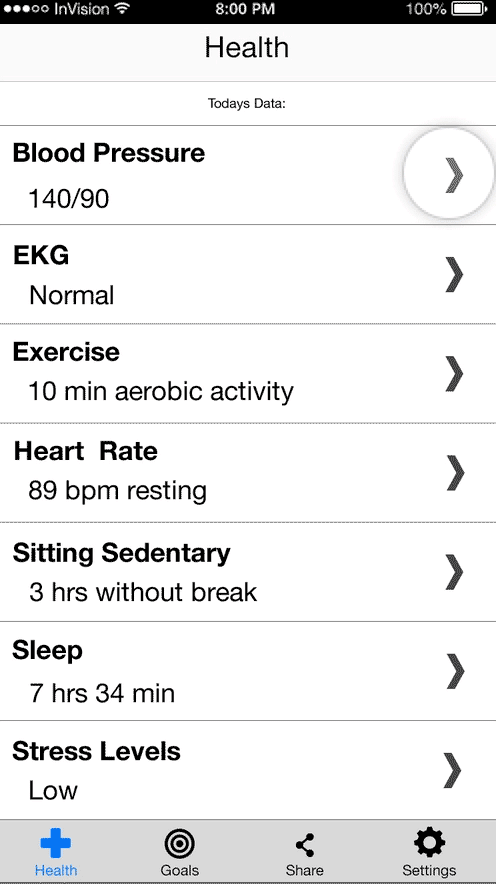 InVision 8:00 PM 100%
Health
Todays Data:
Blood Pressure
140/90
EKG
Normal
Exercise
10 min aerobic activity
Heart Rate
89 bpm resting
Sitting Sedentary
3 hrs without break
Sleep
7 hrs 34 min
Stress Levels
Low
Health Goals Share Settings